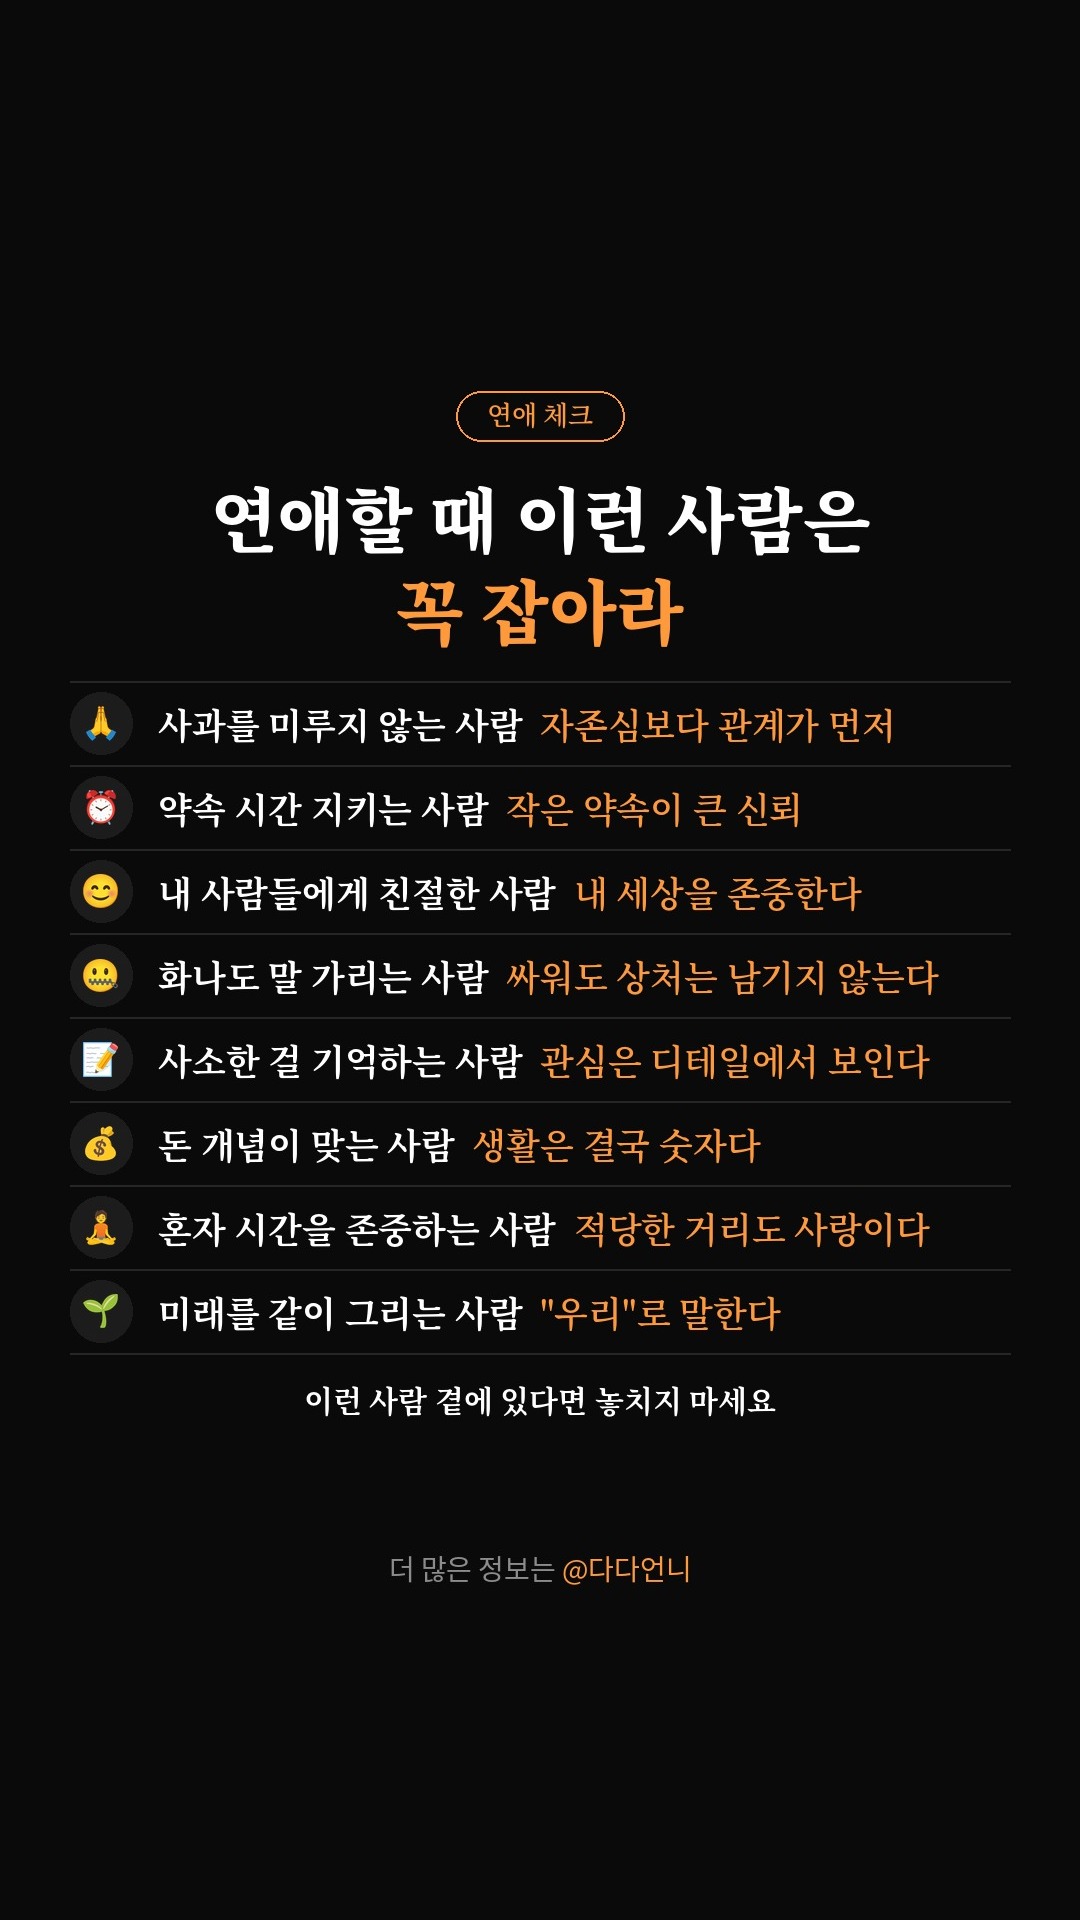 연애 체크
연애할 때 이런 사람은
꼭 잡아라
사과를 미루지 않는 사람 자존심보다 관계가 먼저
약속 시간 지키는 사람 작은 약속이 큰 신뢰
내 사람들에게 친절한 사람 내 세상을 존중한다
화나도 말 가리는 사람 싸워도 상처는 남기지 않는다
사소한 걸 기억하는 사람 관심은 디테일에서 보인다
돈 개념이 맞는 사람 생활은 결국 숫자다
혼자 시간을 존중하는 사람 적당한 거리도 사랑이다
미래를 같이 그리는 사람 "우리"로 말한다
이런 사람 곁에 있다면 놓치지 마세요
더 많은 정보는 @다다언니